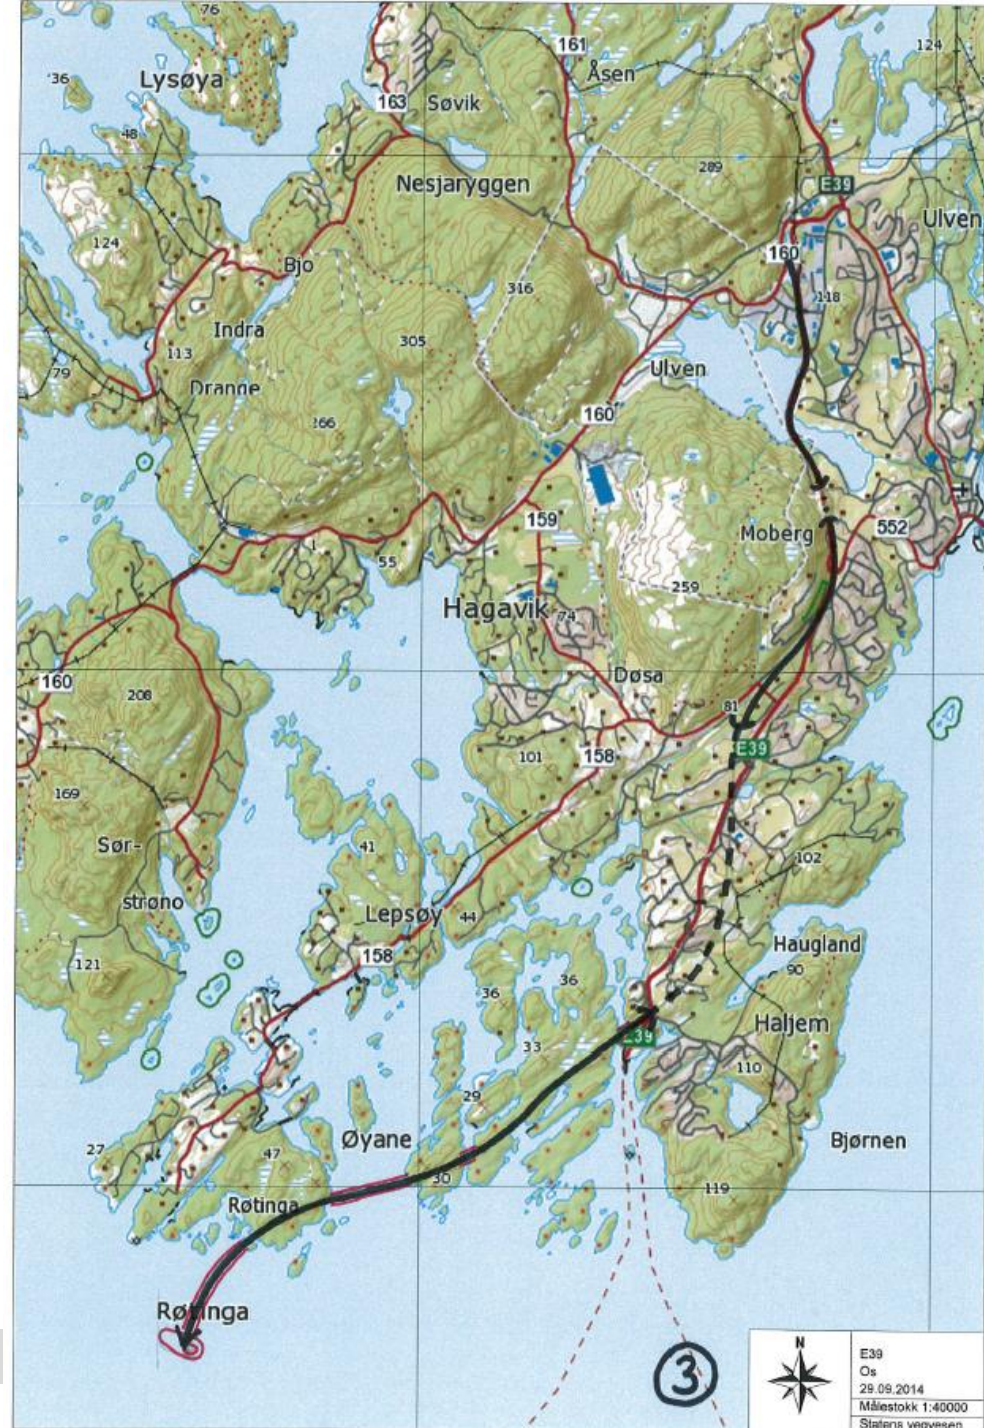 76
161
124
Lysøya
36
Åsen
163
Søvik
48
289
Nesjaryggen
E39
Ulven
124
160
Bjo
316
118
Indra
305
113
79
Ulven
Drange
160
266
159
552
Moberg
55
259
Hagavik
74
Døsa
160
208
81
E39
101
158
169
41
Sør-
102
strøno
Lepsøy
44
Haugland
158
90
121
36
36
Haljem
33
E39
110
29
Øyane
Bjørnen
27
47
30
119
Røtinga
Røtinga
3
N
E39
Os
29.09.2014
Målestokk 1:40000
Statens vegvesen